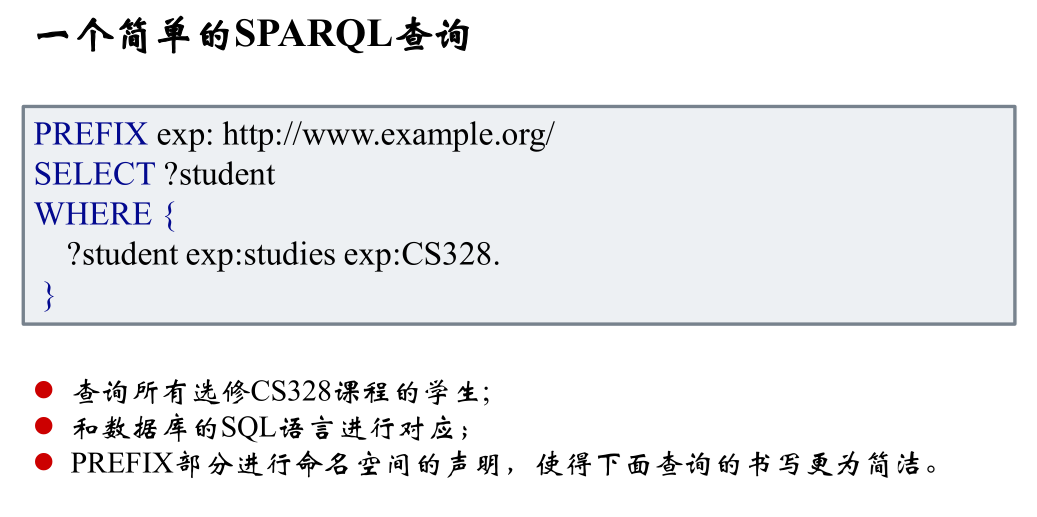 一个简单的SPARQL查询
PREFIX exp: http://www.example.org/
SELECT ?student
WHERE {
?student exp:studies exp:CS328.
}
查询所有选修CS328课程的学生;
和数据库的SQL语言进行对应；
PREFIX部分进行命名空间的声明，使得下面查询的书写更为简洁。